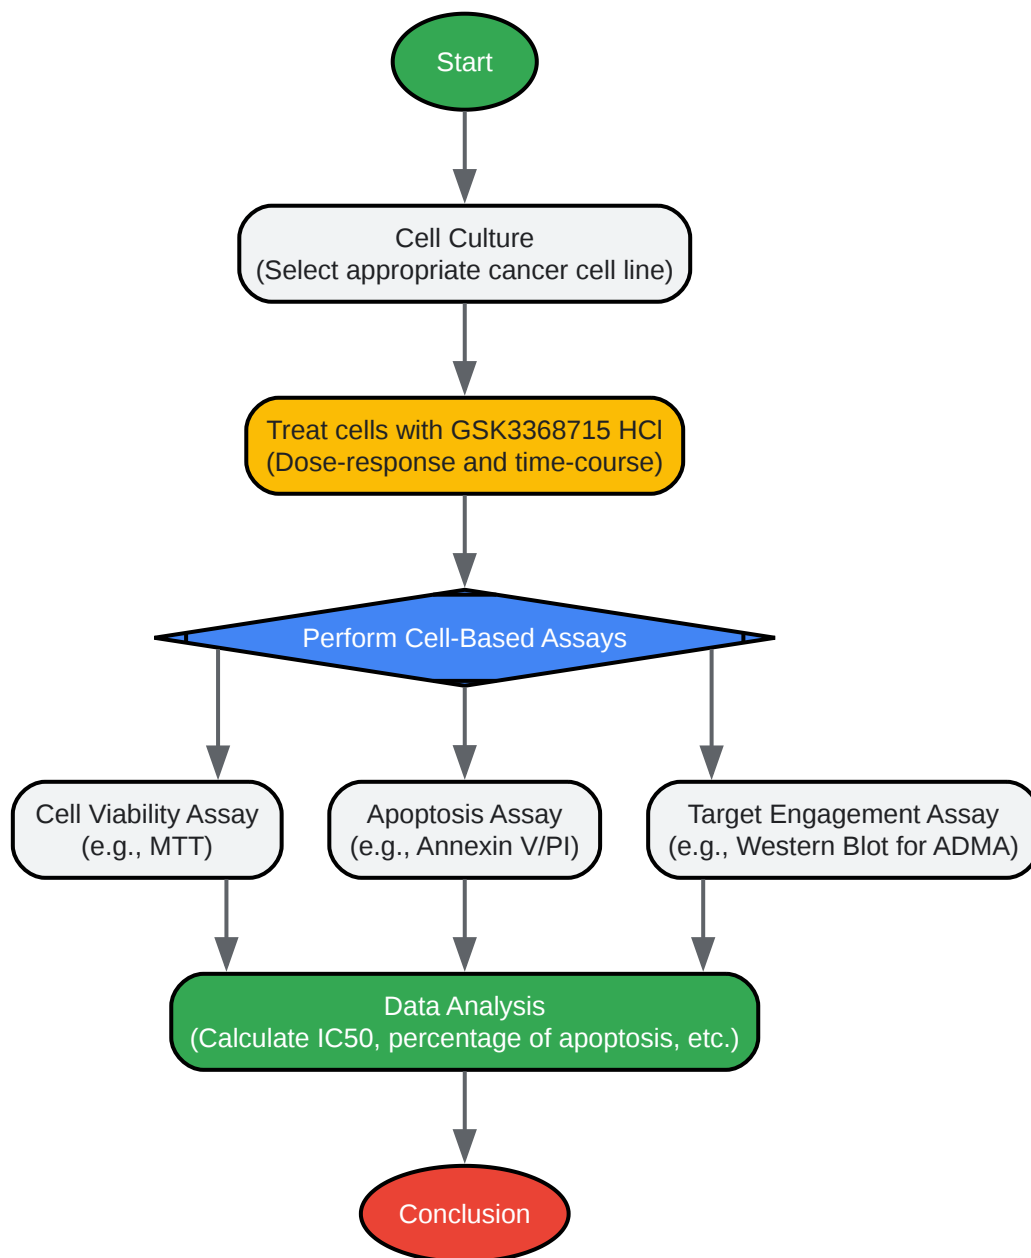 Start
Cell Culture
(Select appropriate cancer cell line)
Treat cells with GSK3368715 HCl
(Dose-response and time-course)
Perform Cell-Based Assays
Cell Viability Assay
(e.g., MTT)
Apoptosis Assay
(e.g., Annexin V/PI)
Target Engagement Assay
(e.g., Western Blot for ADMA)
Data Analysis
(Calculate IC50, percentage of apoptosis, etc.)
Conclusion